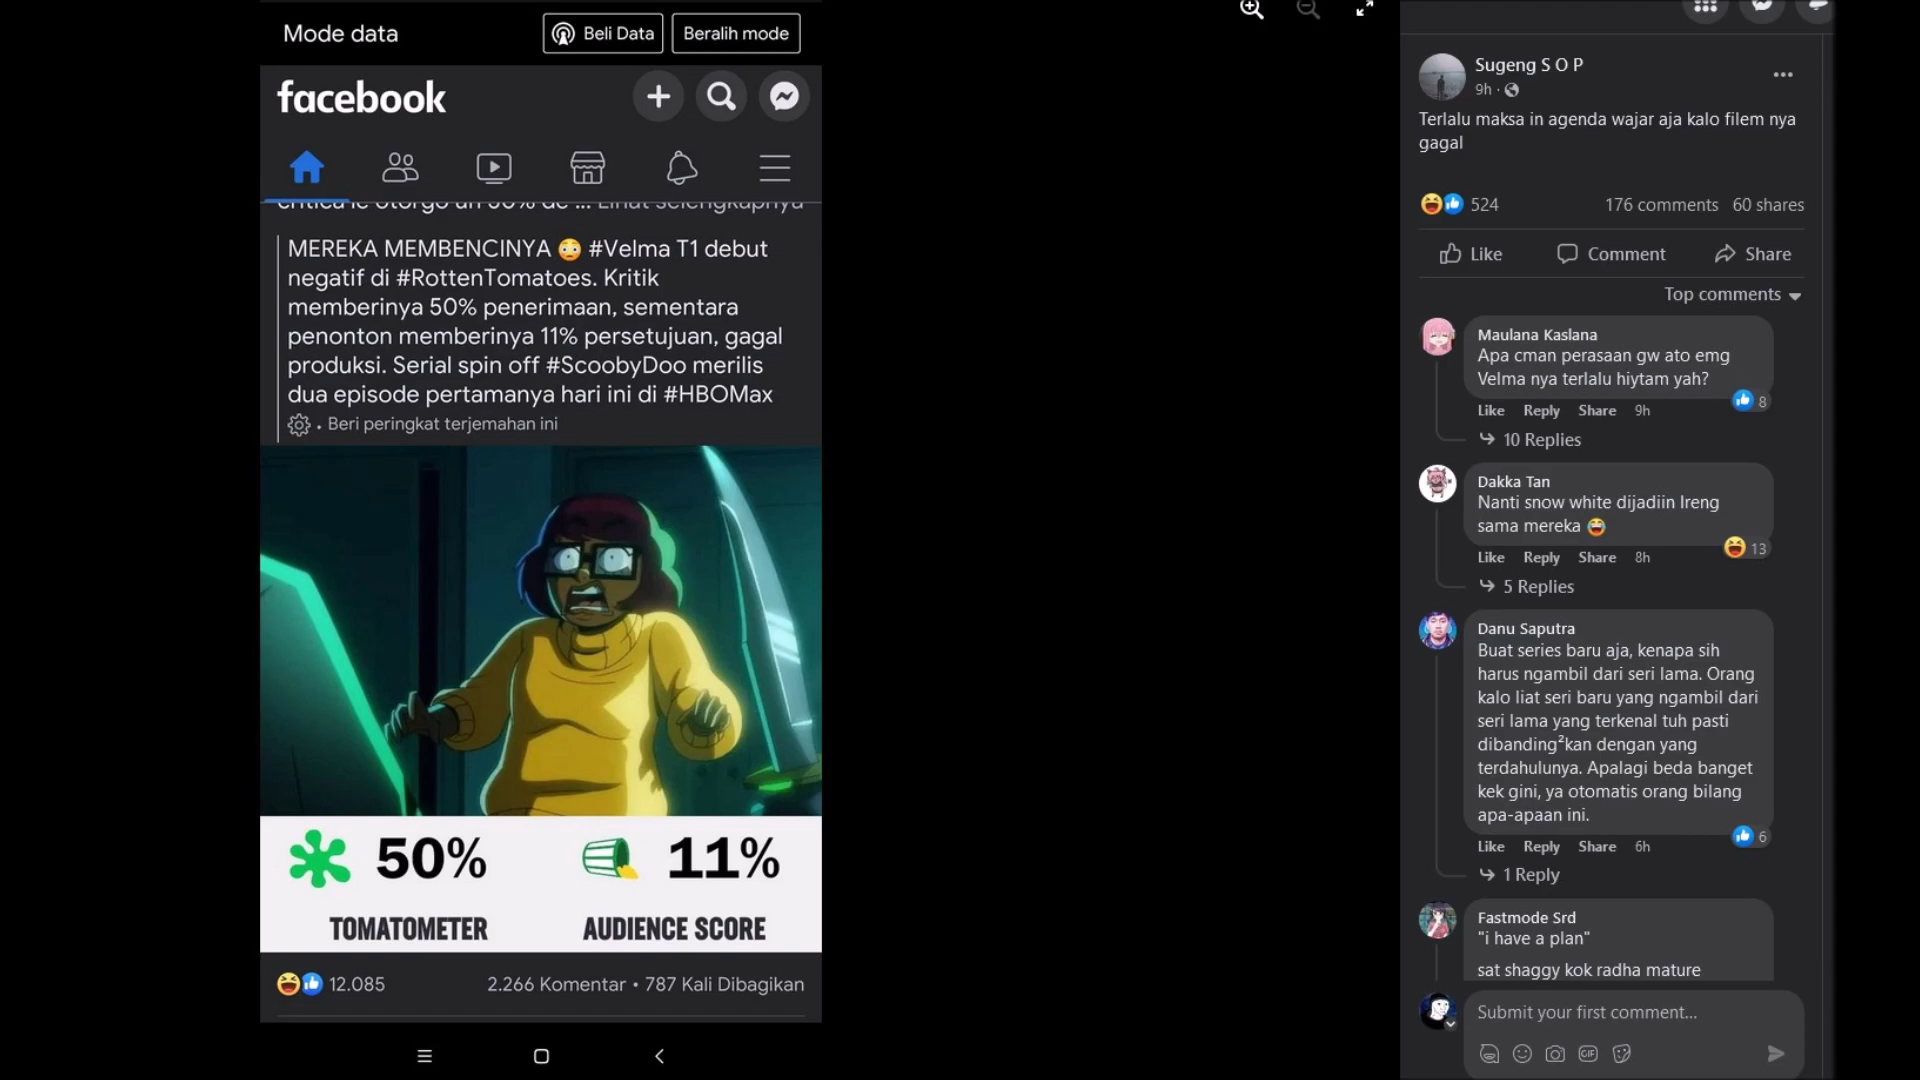 Mode data
Beli Data
Beralih mode
facebook
... Lihat selengkapnya
MEREKA MEMBENCINYA 😳 #Velma T1 debut
negatif di #RottenTomatoes. Kritik
memberinya 50% penerimaan, sementara
penonton memberinya 11% persetujuan, gagal
produksi. Serial spin off #ScoobyDoo merilis
dua episode pertamanya hari ini di #HBOMax
• Beri peringkat terjemahan ini
50%
11%
TOMATOMETER
AUDIENCE SCORE
12.085
2.266 Komentar • 787 Kali Dibagikan
Sugeng S O P
9h ·
Terlalu maksa in agenda wajar aja kalo filem nya
gagal
524
176 comments 60 shares
Like
Comment
Share
Top comments
Maulana Kaslana
Apa cman perasaan gw ato emg
Velma nya terlalu hiytam yah?
8
Like Reply Share 9h
10 Replies
Dakka Tan
Nanti snow white dijadiin Ireng
sama mereka 😂
13
Like Reply Share 8h
5 Replies
Danu Saputra
Buat series baru aja, kenapa sih
harus ngambil dari seri lama. Orang
kalo liat seri baru yang ngambil dari
seri lama yang terkenal tuh pasti
dibanding²kan dengan yang
terdahulunya. Apalagi beda banget
kek gini, ya otomatis orang bilang
apa-apaan ini.
6
Like Reply Share 6h
1 Reply
Fastmode Srd
"i have a plan"
sat shaggy kok radha mature
Submit your first comment...
GIF